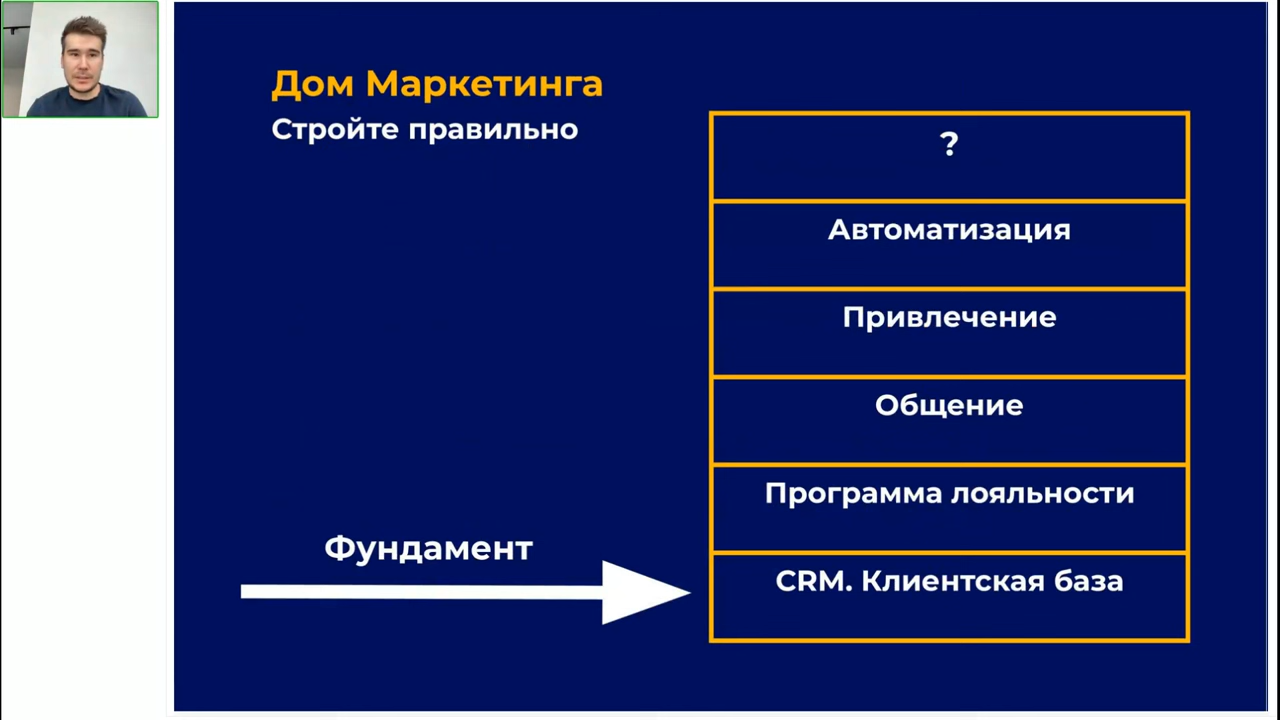 Дом Маркетинга
Стройте правильно
?
Автоматизация
Привлечение
Общение
Программа лояльности
Фундамент
CRM. Клиентская база